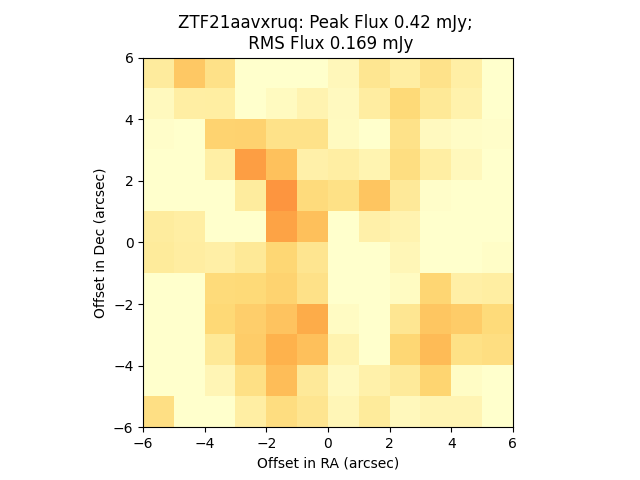 ZTF21aavxruq: Peak Flux 0.42 mJy;
RMS Flux 0.169 mJy
6
4
2
0
−2
−4
−6
Offset in Dec (arcsec)
−6 −4 −2 0 2 4 6
Offset in RA (arcsec)